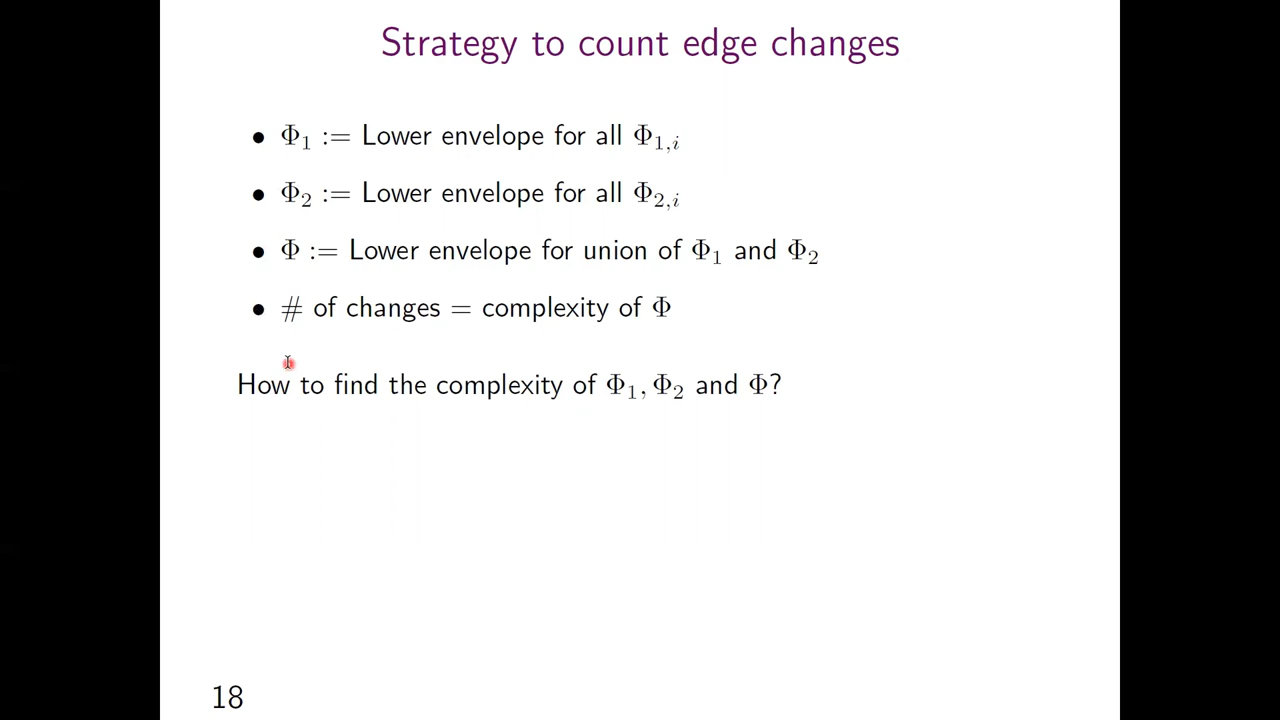 Strategy to count edge changes
• Φ₁ := Lower envelope for all Φ₁,ᵢ
• Φ₂ := Lower envelope for all Φ₂,ᵢ
• Φ := Lower envelope for union of Φ₁ and Φ₂
• # of changes = complexity of Φ
How to find the complexity of Φ₁, Φ₂ and Φ?
18